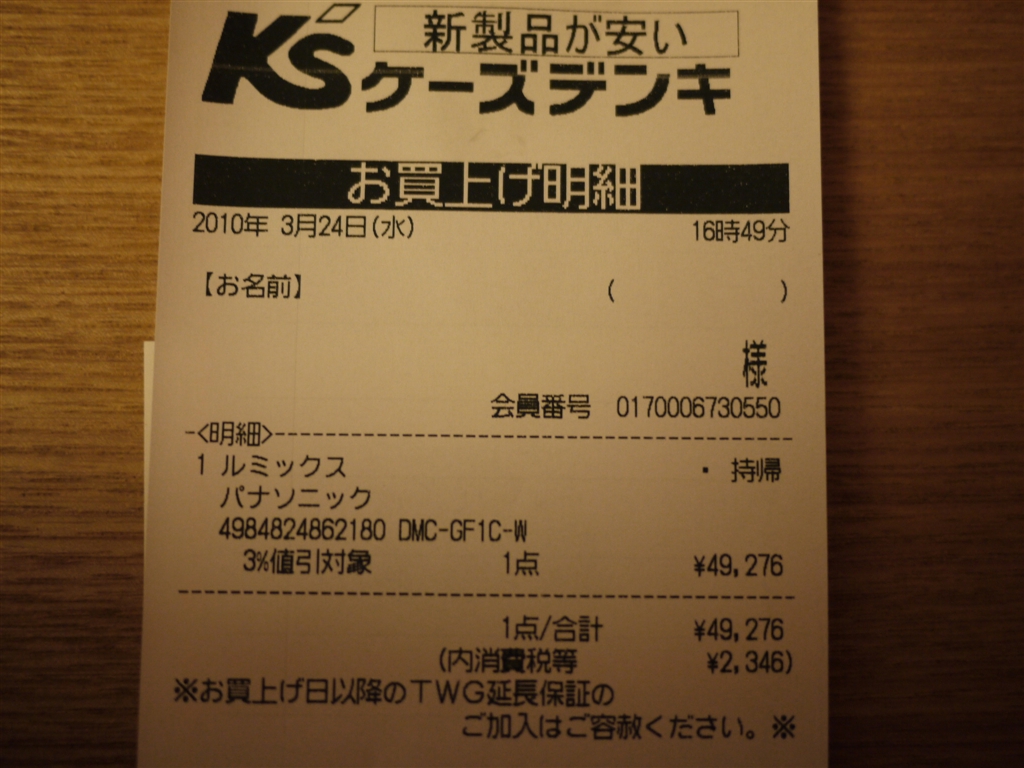 新製品が安い
K's ケーズデンキ
お買上げ明細
2010年 3月24日(水) 16時49分
【お名前】 ( )
様
会員番号 0170006730550
-<明細>--------------------------------
1 ルミックス ・ 持帰
パナソニック
4984824862180 DMC-GF1C-W
3%値引対象 1点 ¥49,276
----------------------------------------
1点/合計 ¥49,276
(内消費税等 ¥2,346)
※お買上げ日以降のTWG延長保証の
ご加入はご容赦ください。※